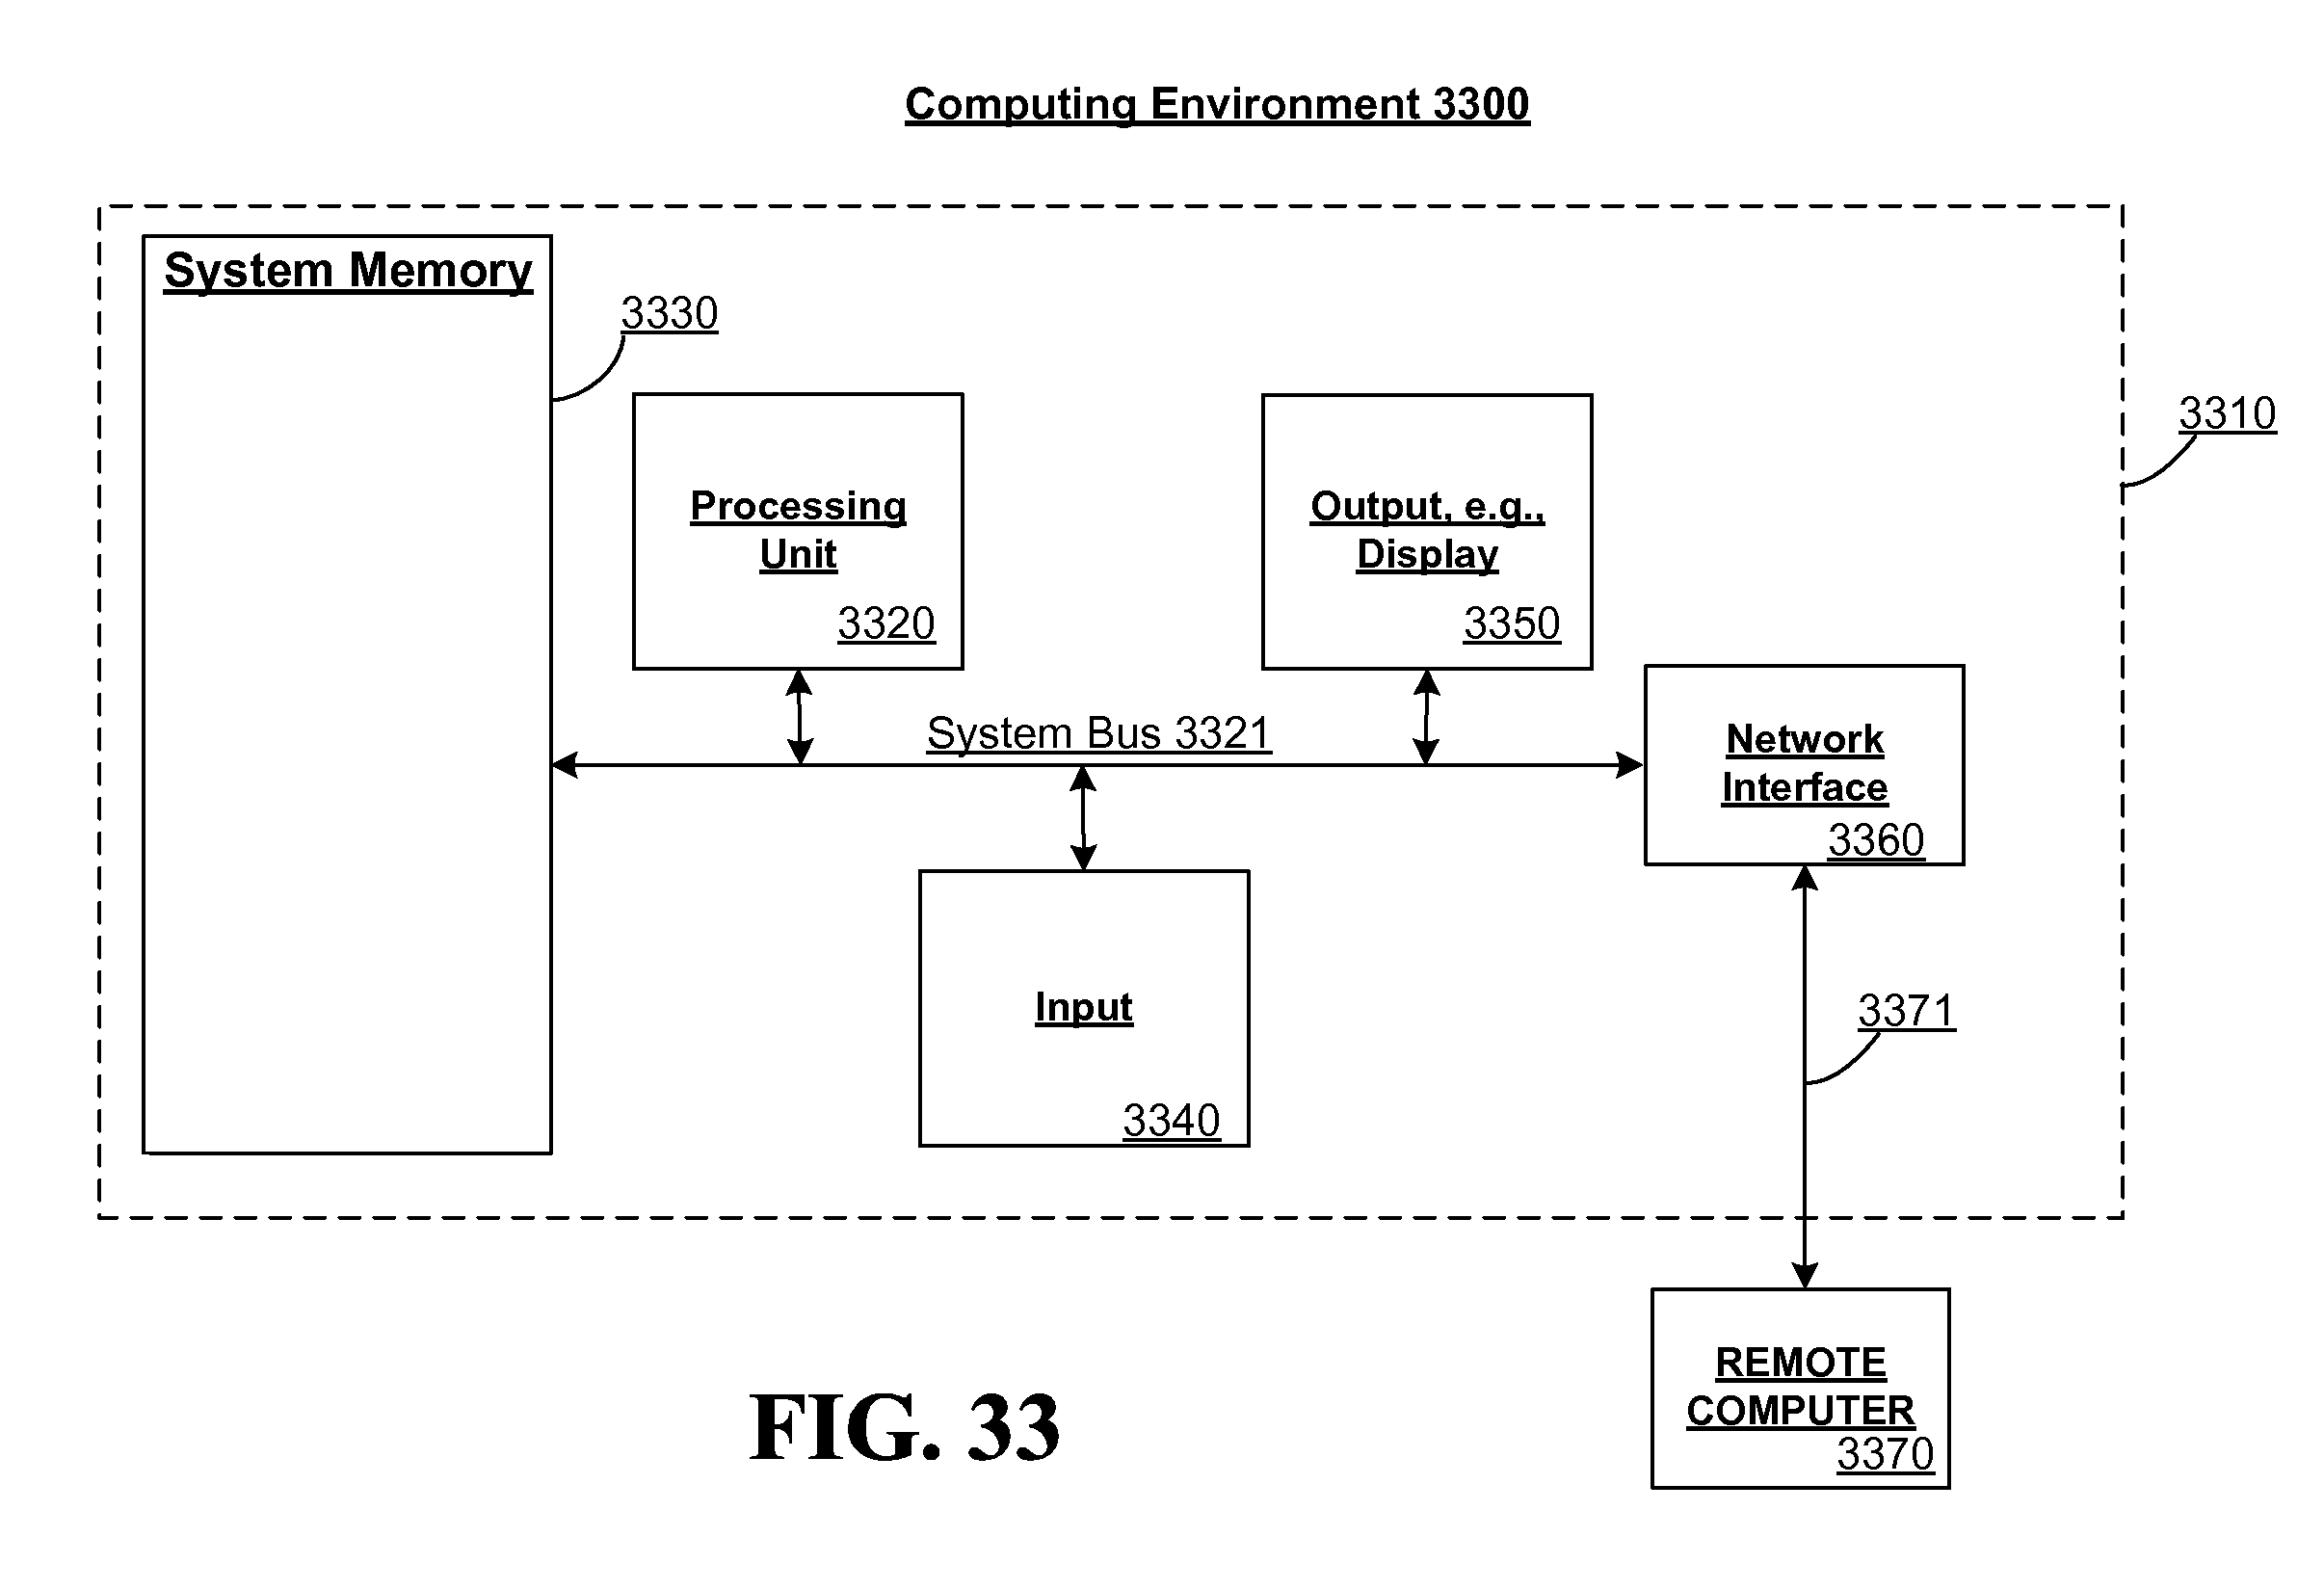 Computing Environment 3300
System Memory
3330
3310
Processing
Unit
3320
Output, e.g.,
Display
3350
System Bus 3321
Network
Interface
3360
Input
3340
3371
REMOTE
COMPUTER
3370
FIG. 33